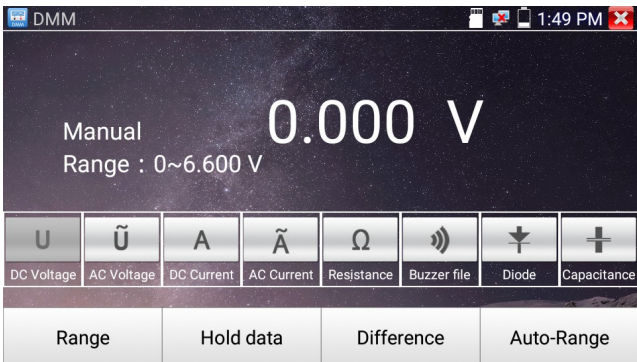 DMM
1:49 PM
0.000 V
Manual
Range : 0~6.600 V
U Ũ A Ã Ω
DC Voltage AC Voltage DC Current AC Current Resistance Buzzer file Diode Capacitance
Range Hold data Difference Auto-Range